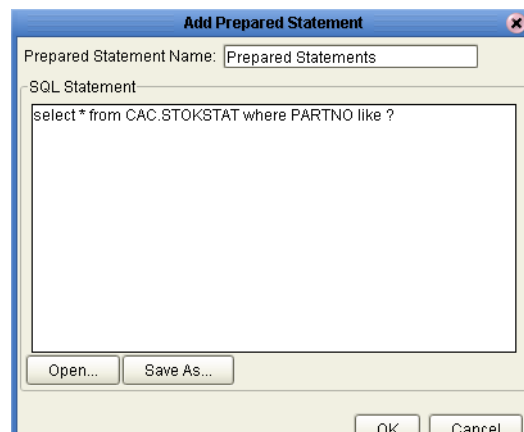 Add Prepared Statement
Prepared Statement Name: Prepared Statements
SQL Statement
select * from CAC.STOKSTAT where PARTNO like ?
Open... Save As...
OK Cancel